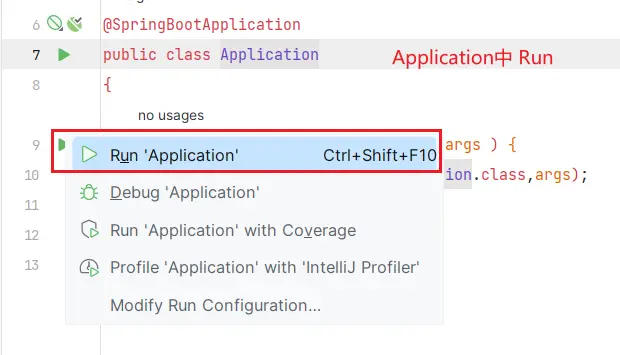 6 @SpringBootApplication
7 public class Application
Application中 Run
8 {
no usages
9 args ) {
Run 'Application' Ctrl+Shift+F10
10 ion.class,args);
11 Debug 'Application'
12 Run 'Application' with Coverage
13 Profile 'Application' with 'IntelliJ Profiler'
Modify Run Configuration...